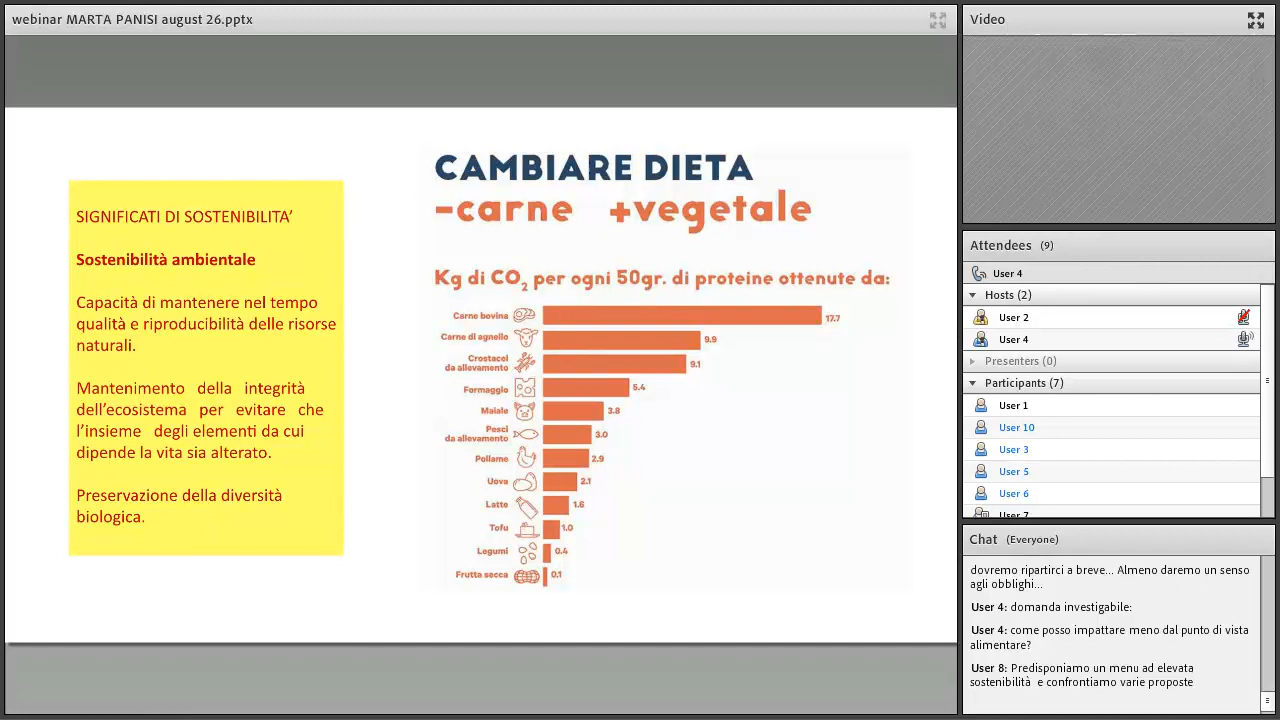 webinar MARTA PANISI august 26.pptx
SIGNIFICATI DI SOSTENIBILITA’
Sostenibilità ambientale
Capacità di mantenere nel tempo
qualità e riproducibilità delle risorse
naturali.
Mantenimento della integrità
dell’ecosistema per evitare che
l’insieme degli elementi da cui
dipende la vita sia alterato.
Preservazione della diversità
biologica.
CAMBIARE DIETA
-carne +vegetale
Kg di CO2 per ogni 50gr. di proteine ottenute da:
Carne bovina 17.7
Carne di agnello 9.9
Crostacei
da allevamento 9.1
Formaggio 5.4
Maiale 3.8
Pesci
da allevamento 3.0
Pollame 2.9
Uova 2.1
Latte 1.6
Tofu 1.0
Legumi 0.4
Frutta secca 0.1
Video
Attendees (9)
User 4
Hosts (2)
User 2
User 4
Presenters (0)
Participants (7)
User 1
User 10
User 3
User 5
User 6
User 7
Chat (Everyone)
dovremo ripartirci a breve... Almeno daremo un senso
agli obblighi...
User 4: domanda investigabile:
User 4: come posso impattare meno dal punto di vista
alimentare?
User 8: Predisponiamo un menu ad elevata
sostenibilità e confrontiamo varie proposte